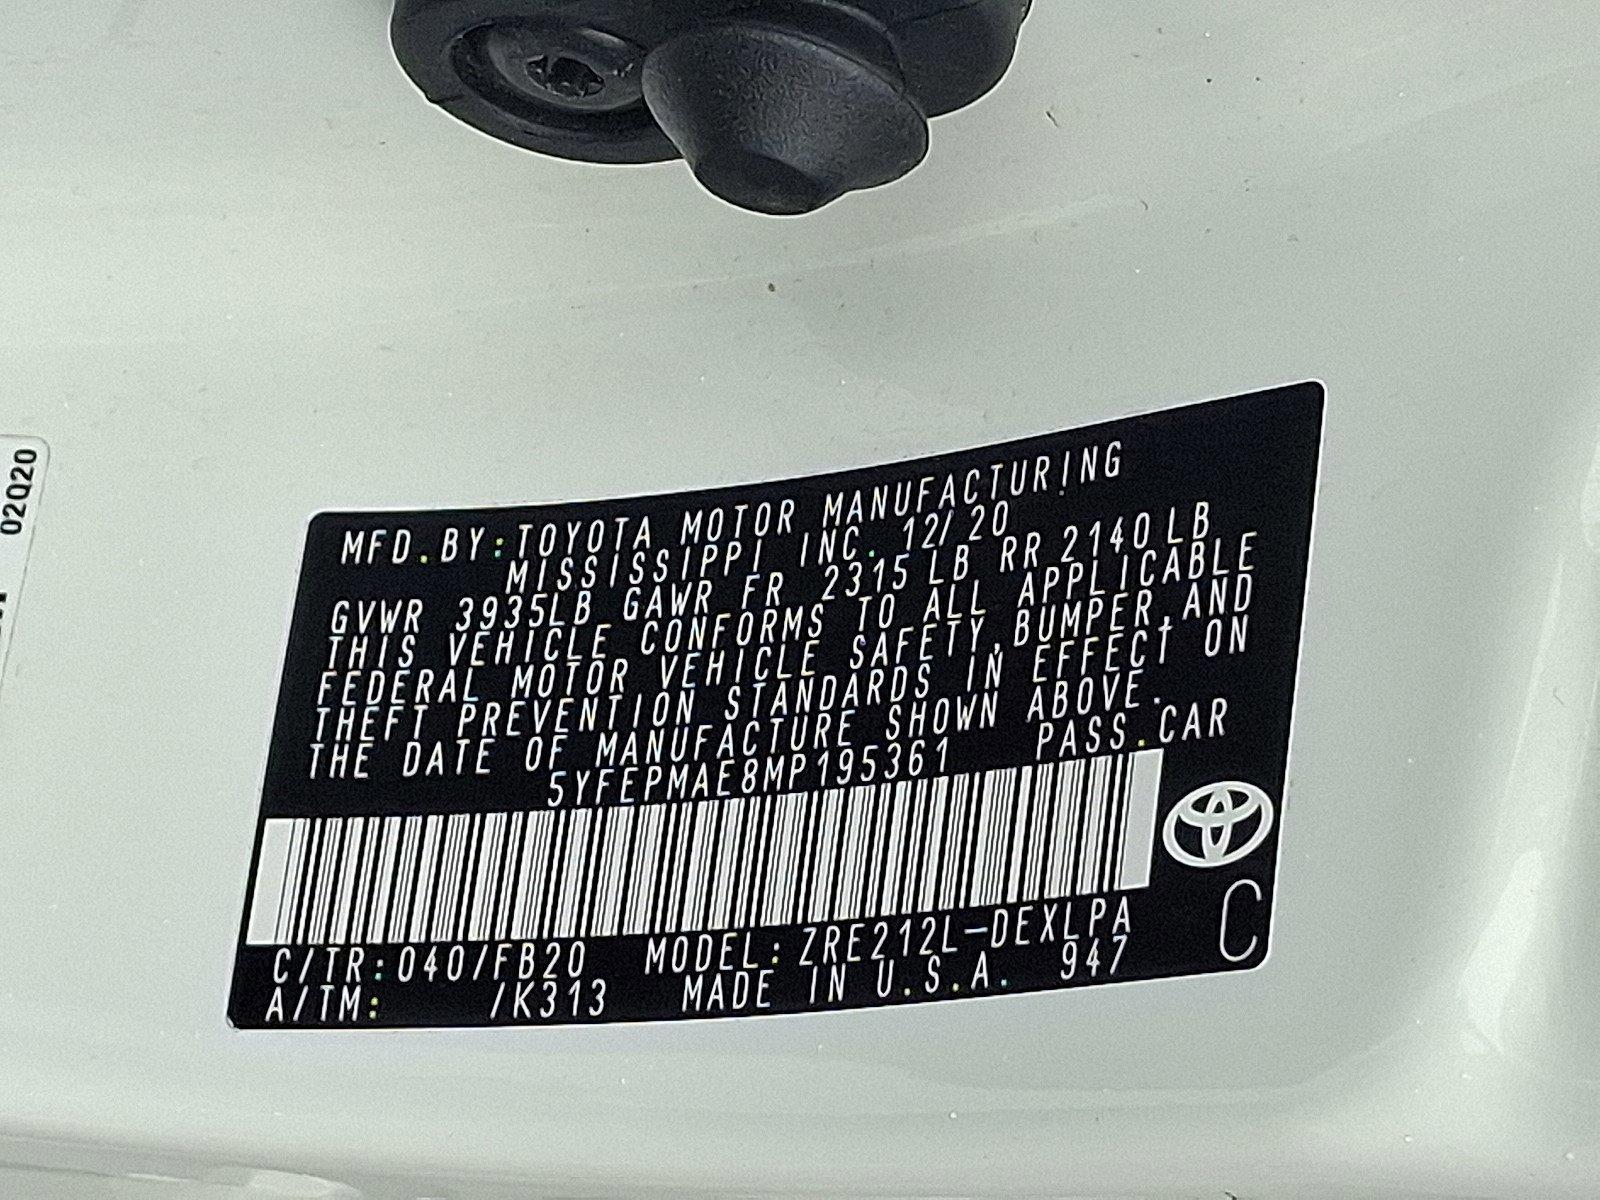 02Q20
MFD.BY:TOYOTA MOTOR MANUFACTURING
MISSISSIPPI INC. 12/20
GVWR 3935LB GAWR FR 2315LB RR 2140LB
THIS VEHICLE CONFORMS TO ALL APPLICABLE
FEDERAL MOTOR VEHICLE SAFETY,BUMPER,AND
THEFT PREVENTION STANDARDS IN EFFECT ON
THE DATE OF MANUFACTURE SHOWN ABOVE.
5YFEPMAE8MP195361 PASS.CAR
C/TR:040/FB20 MODEL:ZRE212L-DEXLPA
A/TM: /K313 MADE IN U.S.A. 947
C